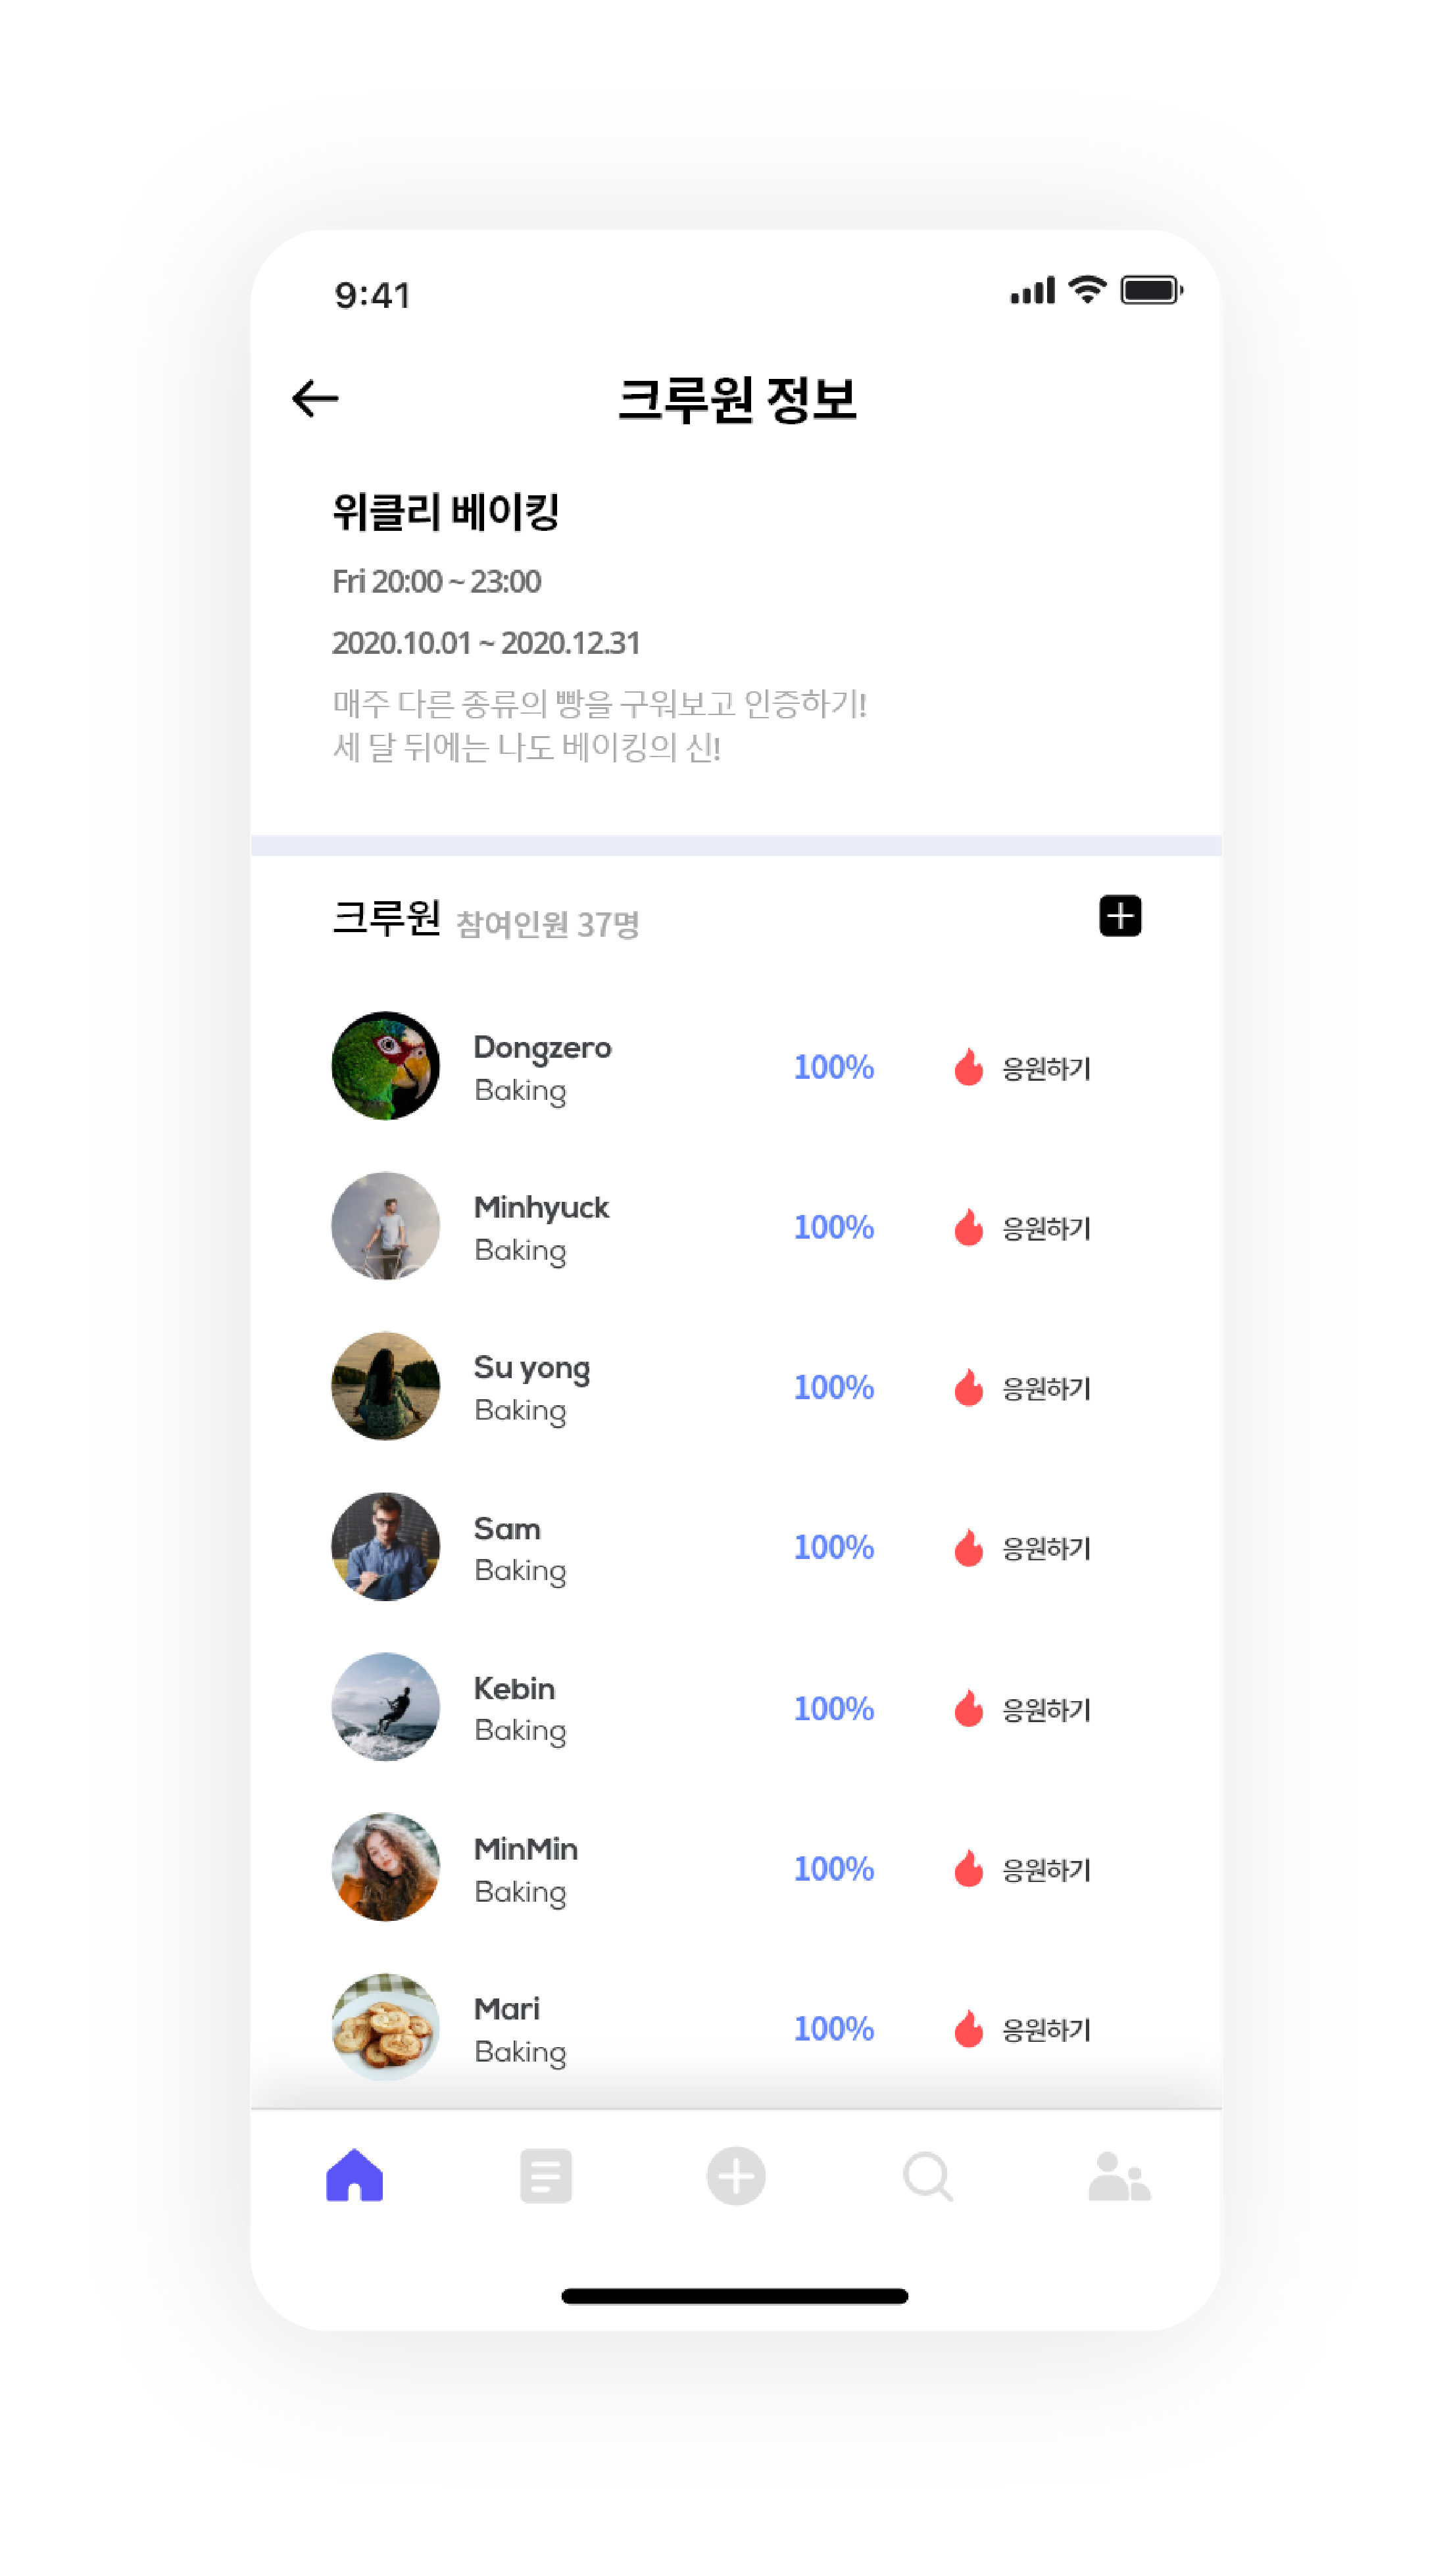 9:41
크루원 정보
위클리 베이킹
Fri 20:00 ~ 23:00
2020.10.01 ~ 2020.12.31
매주 다른 종류의 빵을 구워보고 인증하기!
세 달 뒤에는 나도 베이킹의 신!
크루원 참여인원 37명
Dongzero
Baking
100% 응원하기
Minhyuck
Baking
100% 응원하기
Su yong
Baking
100% 응원하기
Sam
Baking
100% 응원하기
Kebin
Baking
100% 응원하기
MinMin
Baking
100% 응원하기
Mari
Baking
100% 응원하기